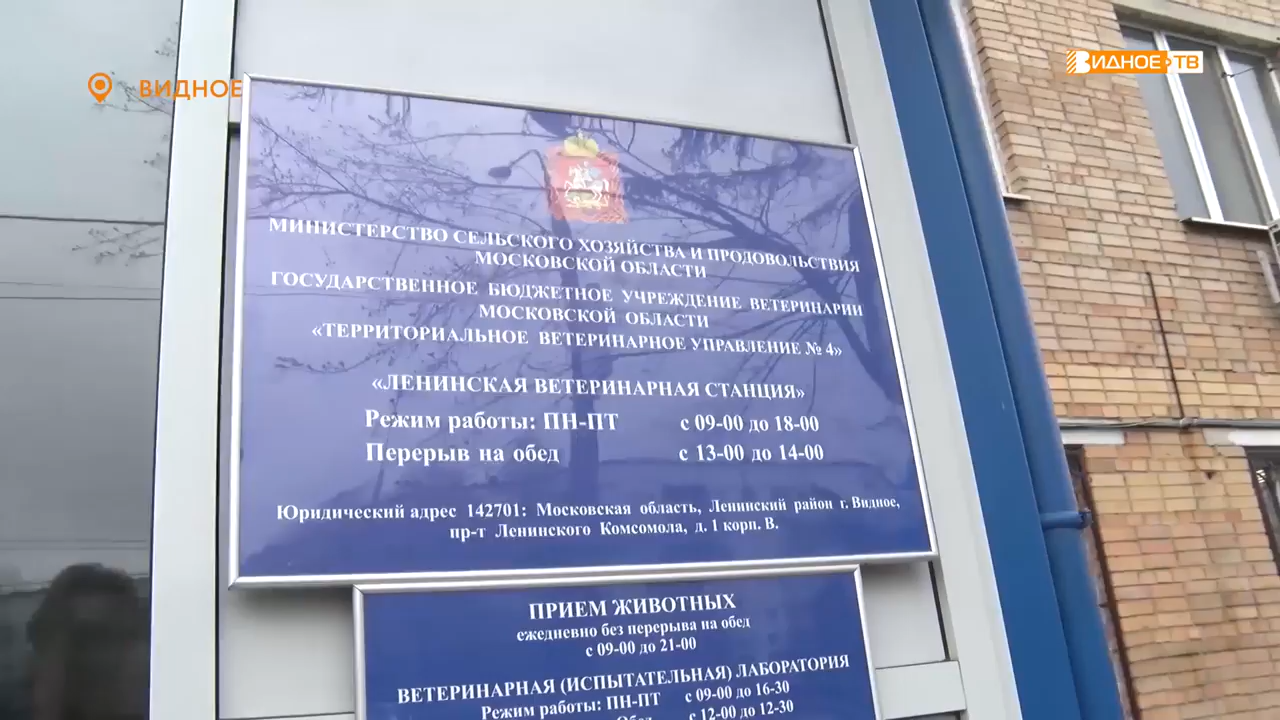 ВИДНОЕ
ВИДНОЕ ТВ
МИНИСТЕРСТВО СЕЛЬСКОГО ХОЗЯЙСТВА И ПРОДОВОЛЬСТВИЯ
МОСКОВСКОЙ ОБЛАСТИ
ГОСУДАРСТВЕННОЕ БЮДЖЕТНОЕ УЧРЕЖДЕНИЕ ВЕТЕРИНАРИИ
МОСКОВСКОЙ ОБЛАСТИ
«ТЕРРИТОРИАЛЬНОЕ ВЕТЕРИНАРНОЕ УПРАВЛЕНИЕ № 4»
«ЛЕНИНСКАЯ ВЕТЕРИНАРНАЯ СТАНЦИЯ»
Режим работы: ПН-ПТ с 09-00 до 18-00
Перерыв на обед с 13-00 до 14-00
Юридический адрес 142701: Московская область, Ленинский район г. Видное,
пр-т Ленинского Комсомола, д. 1 корп. В.
ПРИЕМ ЖИВОТНЫХ
ежедневно без перерыва на обед
с 09-00 до 21-00
ВЕТЕРИНАРНАЯ (ИСПЫТАТЕЛЬНАЯ) ЛАБОРАТОРИЯ
Режим работы: ПН-ПТ с 09-00 до 16-30
Обед с 12-00 до 12-30